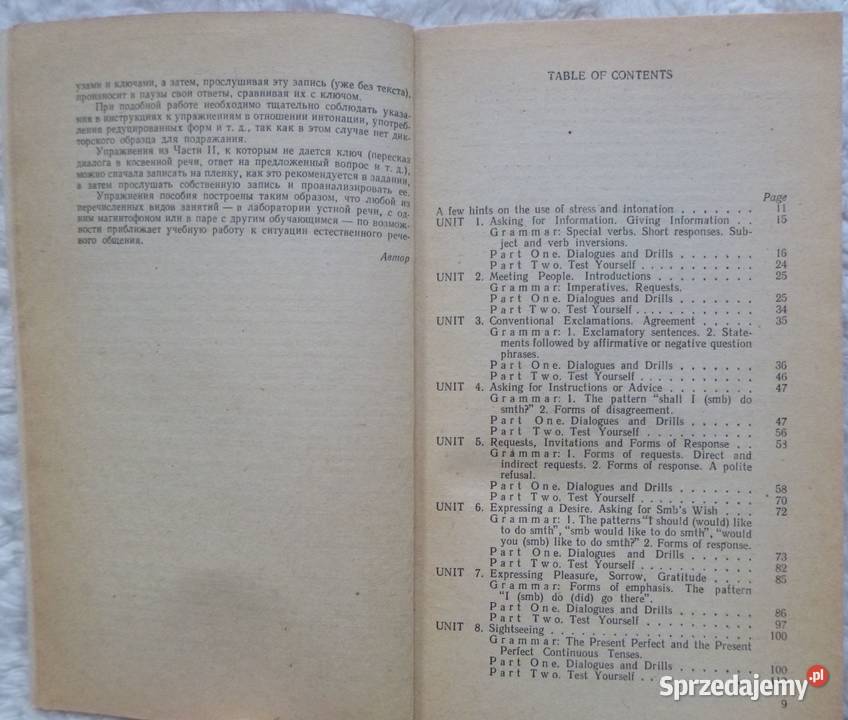 узами и ключами, а затем, прослушивая эту запись (уже без текста),
произносит в паузы свои ответы, сравнивая их с ключом.
При подобной работе необходимо тщательно соблюдать указа-
ния в инструкциях к упражнениям в отношении интонации, употреб-
ления редуцированных форм и т. д., так как в этом случае нет дик-
торского образца для подражания.
Упражнения из Части II, к которым не дается ключ (пересказ
диалога в косвенной речи, ответ на предложенный вопрос и т. д.),
можно сначала записать на пленку, как это рекомендуется в задании,
а затем прослушать собственную запись и проанализировать ее.
Упражнения пособия построены таким образом, что любой из
перечисленных видов занятий — в лаборатории устной речи, с од-
ним магнитофоном или в паре с другим обучающимся — по возмож-
ности приближает учебную работу к ситуации естественного рече-
вого общения.
Автор
TABLE OF CONTENTS
Page
A few hints on the use of stress and intonation . . . . . . . 11
UNIT 1. Asking for Information. Giving Information . . 15
Grammar: Special verbs. Short responses. Sub-
ject and verb inversions.
Part One. Dialogues and Drills . . . . . . . 16
Part Two. Test Yourself . . . . . . . . . . 24
UNIT 2. Meeting People. Introductions . . . . . . . . 25
Grammar: Imperatives. Requests.
Part One. Dialogues and Drills . . . . . . . 25
Part Two. Test Yourself . . . . . . . . . . 34
UNIT 3. Conventional Exclamations. Agreement . . . . . 35
Grammar: 1. Exclamatory sentences. 2. State-
ments followed by affirmative or negative question
phrases.
Part One. Dialogues and Drills . . . . . . . 36
Part Two. Test Yourself . . . . . . . . . . 46
UNIT 4. Asking for Instructions or Advice . . . . . . . 47
Grammar: 1. The pattern "shall I (smb) do
smth?" 2. Forms of disagreement.
Part One. Dialogues and Drills . . . . . . . 47
Part Two. Test Yourself . . . . . . . . . . 56
UNIT 5. Requests, Invitations and Forms of Response . . 53
Grammar: 1. Forms of requests. Direct and
indirect requests. 2. Forms of response. A polite
refusal.
Part One. Dialogues and Drills . . . . . . . 58
Part Two. Test Yourself . . . . . . . . . . 70
UNIT 6. Expressing a Desire. Asking for Smb's Wish . . . 72
Grammar: 1. The patterns "I should (would) like
to do smth", "smb would like to do smth", "would
you (smb) like to do smth?" 2. Forms of response.
Part One. Dialogues and Drills . . . . . . . 73
Part Two. Test Yourself . . . . . . . . . . 82
UNIT 7. Expressing Pleasure, Sorrow, Gratitude . . . . 85
Grammar: Forms of emphasis. The pattern
"I (smb) do (did) go there".
Part One. Dialogues and Drills . . . . . . . 86
Part Two. Test Yourself . . . . . . . . . . 97
UNIT 8. Sightseeing . . . . . . . . . . . . . . . . 100
Grammar: The Present Perfect and the Present
Perfect Continuous Tenses.
Part One. Dialogues and Drills . . . . . . . 100
Part Two. Test Yourself . . . . . . . . . .
Sprzedajemy.pl
9